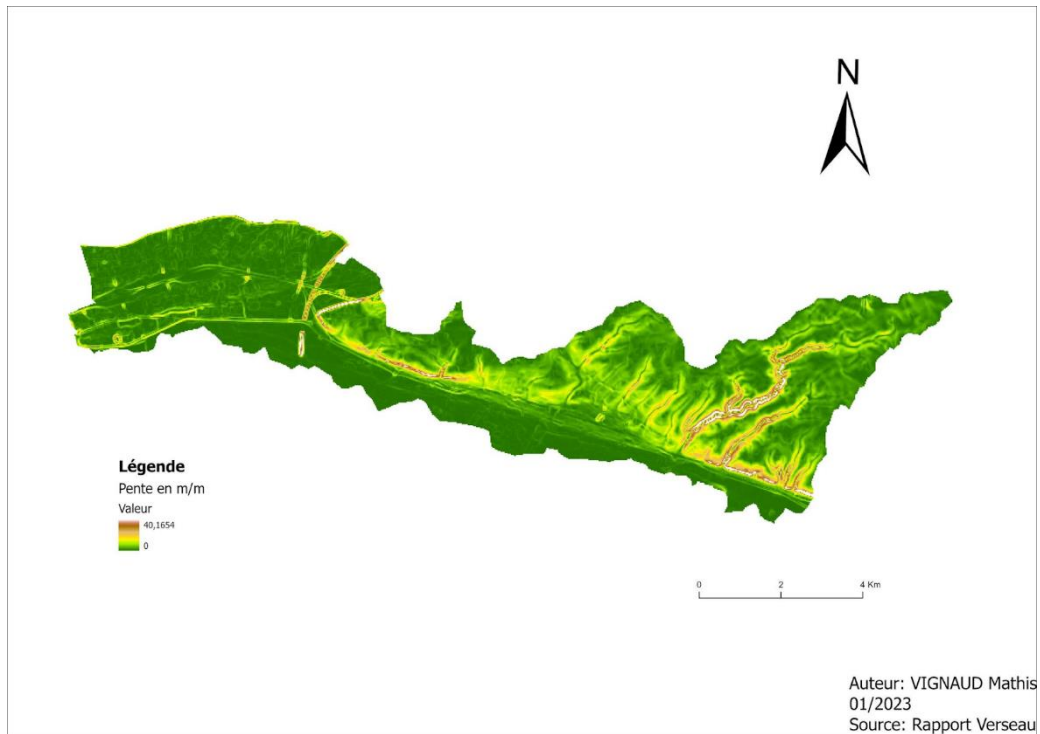 N
Légende
Pente en m/m
Valeur
40,1654
0
0 2 4 Km
Auteur: VIGNAUD Mathis
01/2023
Source: Rapport Verseau